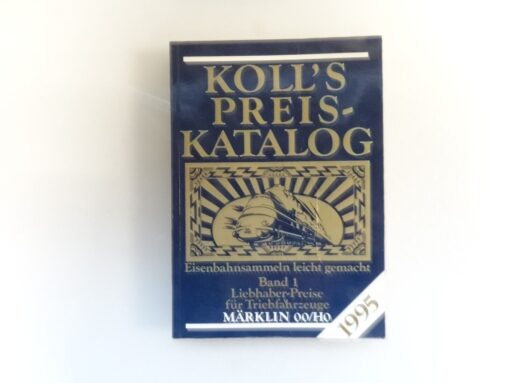 KOLL'S
PREIS-
KATALOG
Eisenbahnsammeln leicht gemacht
Band 1
Liebhaber-Preise
für Triebfahrzeuge
MÄRKLIN 00/H0
1995